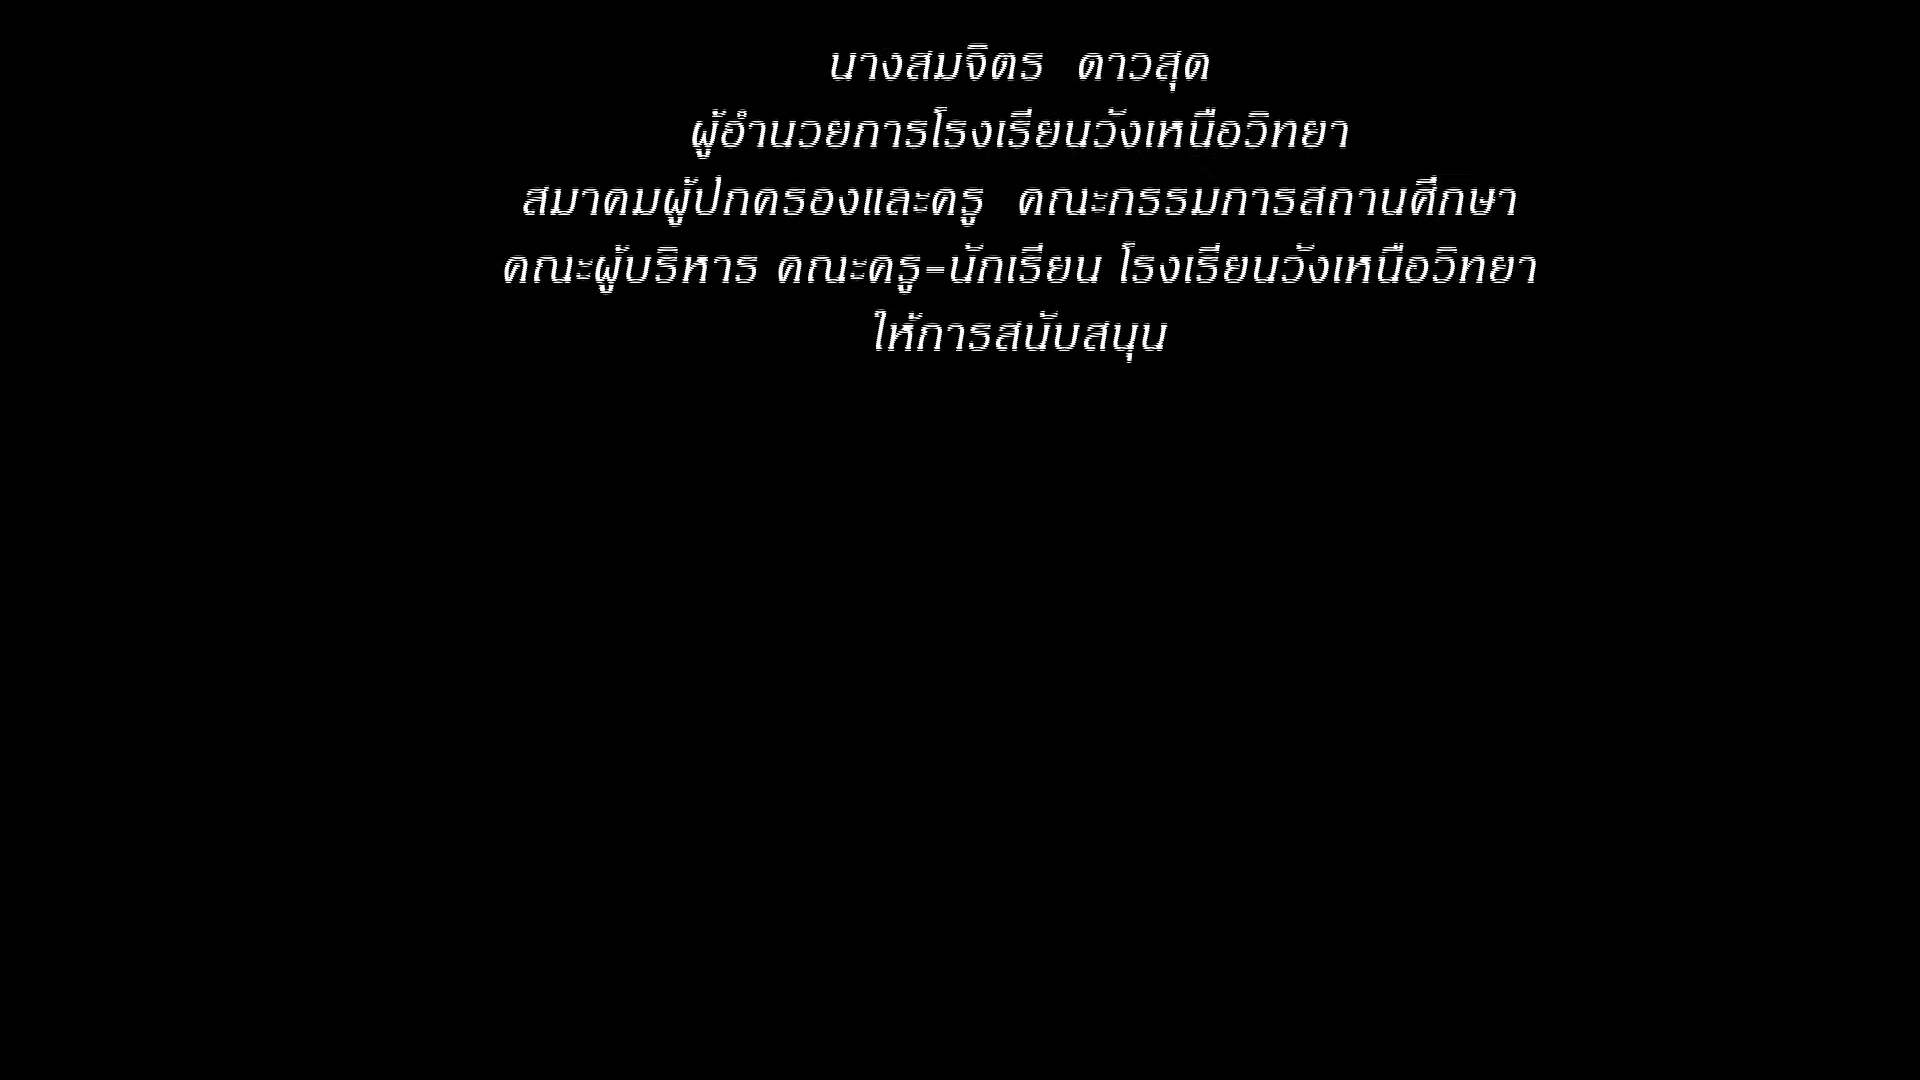 นางสมจิตร ดาวสุด
ผู้อำนวยการโรงเรียนวังเหนือวิทยา
สมาคมผู้ปกครองและครู คณะกรรมการสถานศึกษา
คณะผู้บริหาร คณะครู-นักเรียน โรงเรียนวังเหนือวิทยา
ให้การสนับสนุน